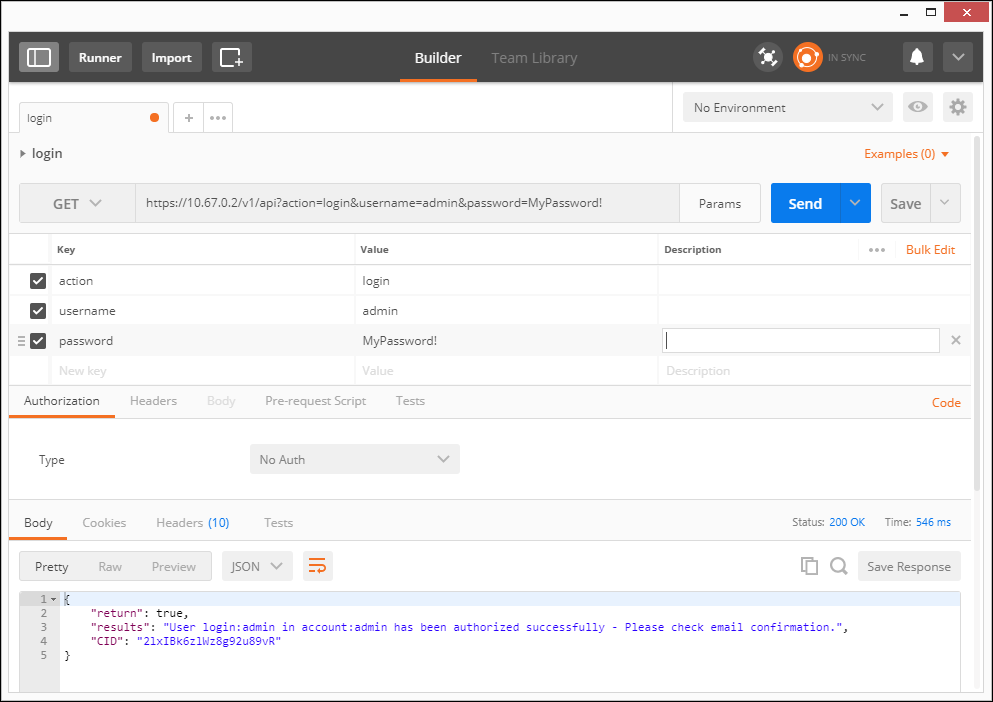 Runner Import Builder Team Library IN SYNC
login No Environment
login Examples (0)
GET https://10.67.0.2/v1/api?action=login&username=admin&password=MyPassword! Params Send Save
Key Value Description Bulk Edit
action login
username admin
password MyPassword!
New key Value Description
Authorization Headers Body Pre-request Script Tests Code
Type No Auth
Body Cookies Headers (10) Tests Status: 200 OK Time: 546 ms
Pretty Raw Preview JSON Save Response
1 {
2 "return": true,
3 "results": "User login:admin in account:admin has been authorized successfully - Please check email confirmation.",
4 "CID": "2lxIBk6zlWz8g92u89vR"
5 }